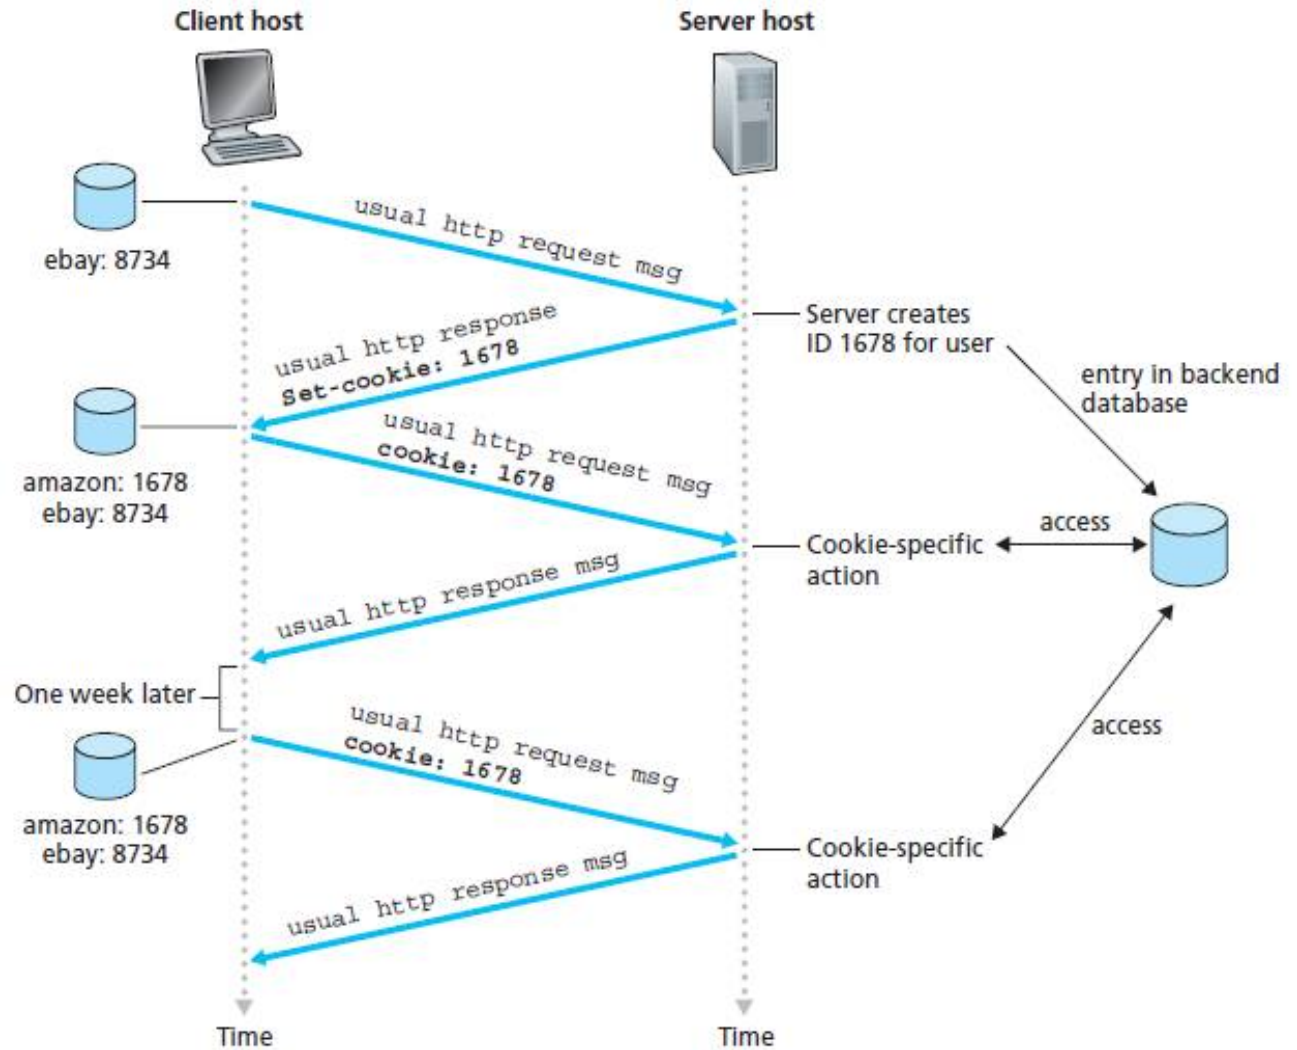 Client host
Server host
ebay: 8734
usual http request msg
Server creates
ID 1678 for user
usual http response
Set-cookie: 1678
entry in backend
database
amazon: 1678
ebay: 8734
usual http request msg
cookie: 1678
Cookie-specific
action
access
usual http response msg
One week later
usual http request msg
cookie: 1678
access
amazon: 1678
ebay: 8734
Cookie-specific
action
usual http response msg
Time
Time